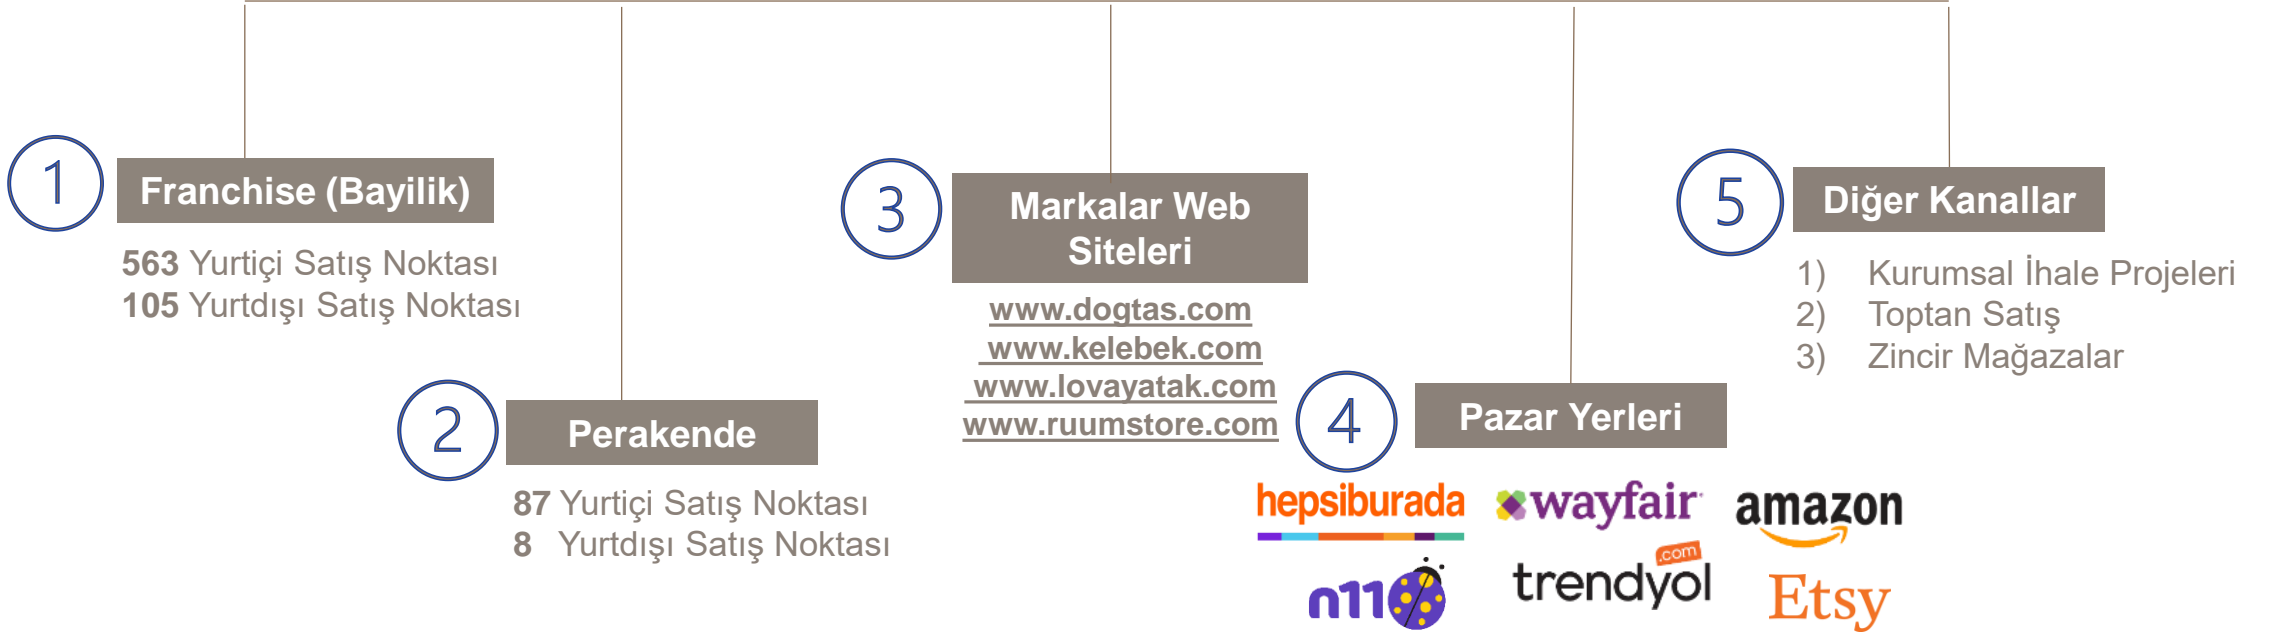 1
Franchise (Bayilik)
563 Yurtiçi Satış Noktası
105 Yurtdışı Satış Noktası
2
Perakende
87 Yurtiçi Satış Noktası
8 Yurtdışı Satış Noktası
3
Markalar Web
Siteleri
www.dogtas.com
www.kelebek.com
www.lovayatak.com
www.ruumstore.com
4
Pazar Yerleri
hepsiburada
wayfair
amazon
n11
trendyol
.com
Etsy
5
Diğer Kanallar
1) Kurumsal İhale Projeleri
2) Toptan Satış
3) Zincir Mağazalar